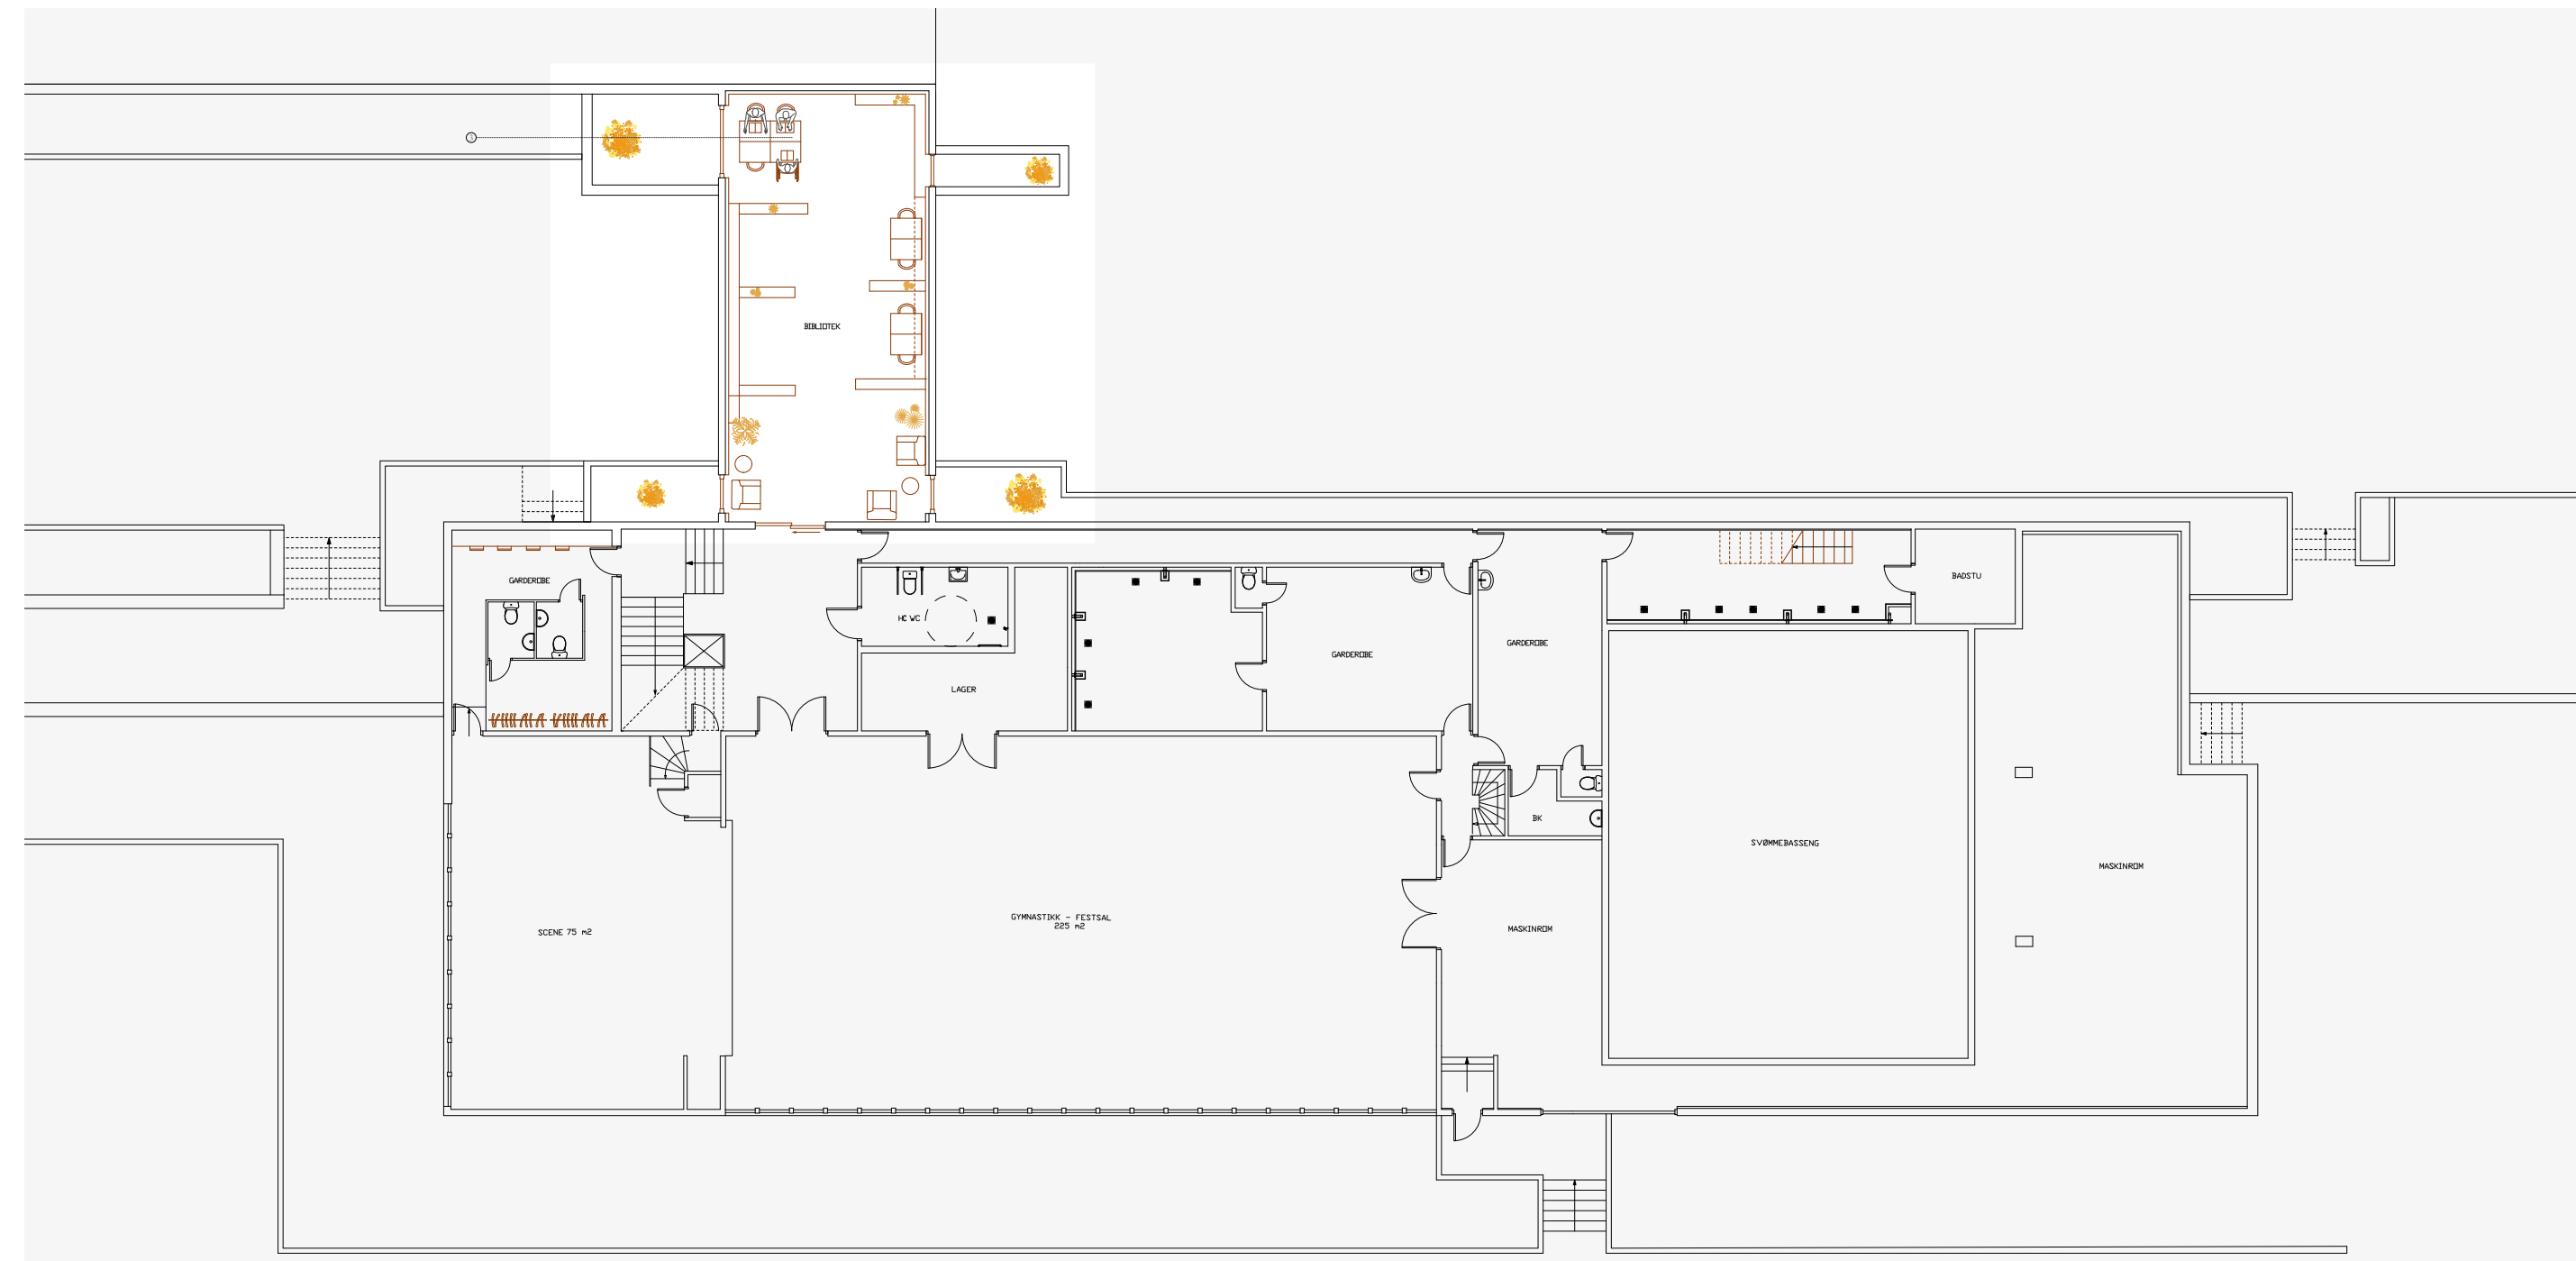 BIBLIOTEK
GARDEROBE
BADSTU
HC WC
GARDEROBE
GARDEROBE
LAGER
BK
SVØMMEBASSENG
MASKINROM
GYMNASTIKK - FESTSAL
225 m2
SCENE 75 m2
MASKINROM